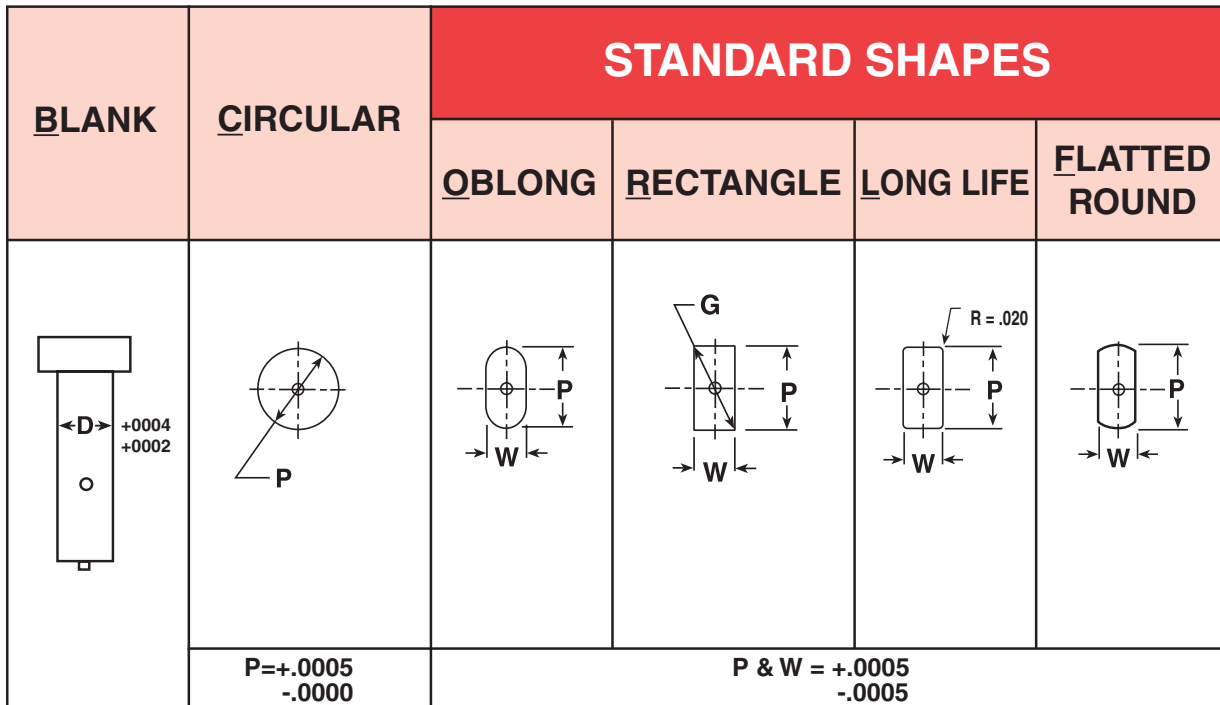 BLANK
CIRCULAR
STANDARD SHAPES
OBLONG
RECTANGLE
LONG LIFE
FLATTED
ROUND
D
+0004
+0002
P
P
W
G
P
W
R = .020
P
W
P
W
P=+.0005
-.0000
P & W = +.0005
-.0005